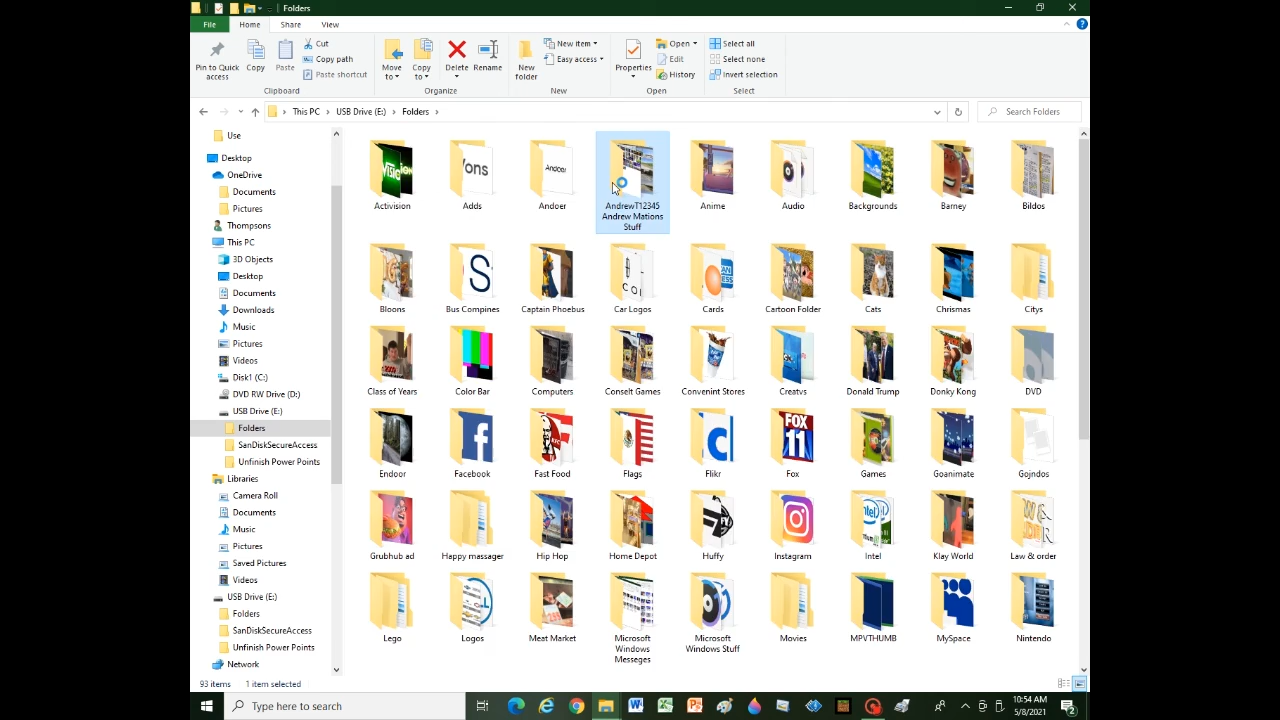 Folders
File Home Share View
Pin to Quick access
Copy
Paste
Cut
Copy path
Paste shortcut
Clipboard
Move to
Copy to
Delete
Rename
Organize
New folder
New item
Easy access
New
Properties
Open
Edit
History
Open
Select all
Select none
Invert selection
Select
This PC > USB Drive (E:) > Folders >
Search Folders
Use
Desktop
OneDrive
Documents
Pictures
Thompsons
This PC
3D Objects
Desktop
Documents
Downloads
Music
Pictures
Videos
Disk1 (C:)
DVD RW Drive (D:)
USB Drive (E:)
Folders
SanDiskSecureAccess
Unfinish Power Points
Libraries
Camera Roll
Documents
Music
Pictures
Saved Pictures
Videos
USB Drive (E:)
Folders
SanDiskSecureAccess
Unfinish Power Points
Network
Activision
Adds
Andoer
AndrewT12345
Andrew Mations
Stuff
Anime
Audio
Backgrounds
Barney
Bildos
Bloons
Bus Compines
Captain Phoebus
Car Logos
Cards
Cartoon Folder
Cats
Chrismas
Citys
Class of Years
Color Bar
Computers
Conselt Games
Convenint Stores
Creatvs
Donald Trump
Donky Kong
DVD
Endoor
Facebook
Fast Food
Flags
Flikr
Fox
Games
Goanimate
Gojndos
Grubhub ad
Happy massager
Hip Hop
Home Depot
Huffy
Instagram
Intel
Klay World
Law & order
Lego
Logos
Meat Market
Microsoft
Windows
Messeges
Microsoft
Windows Stuff
Movies
MPVTHUMB
MySpace
Nintendo
93 items 1 item selected
Type here to search
10:54 AM
5/8/2021
2